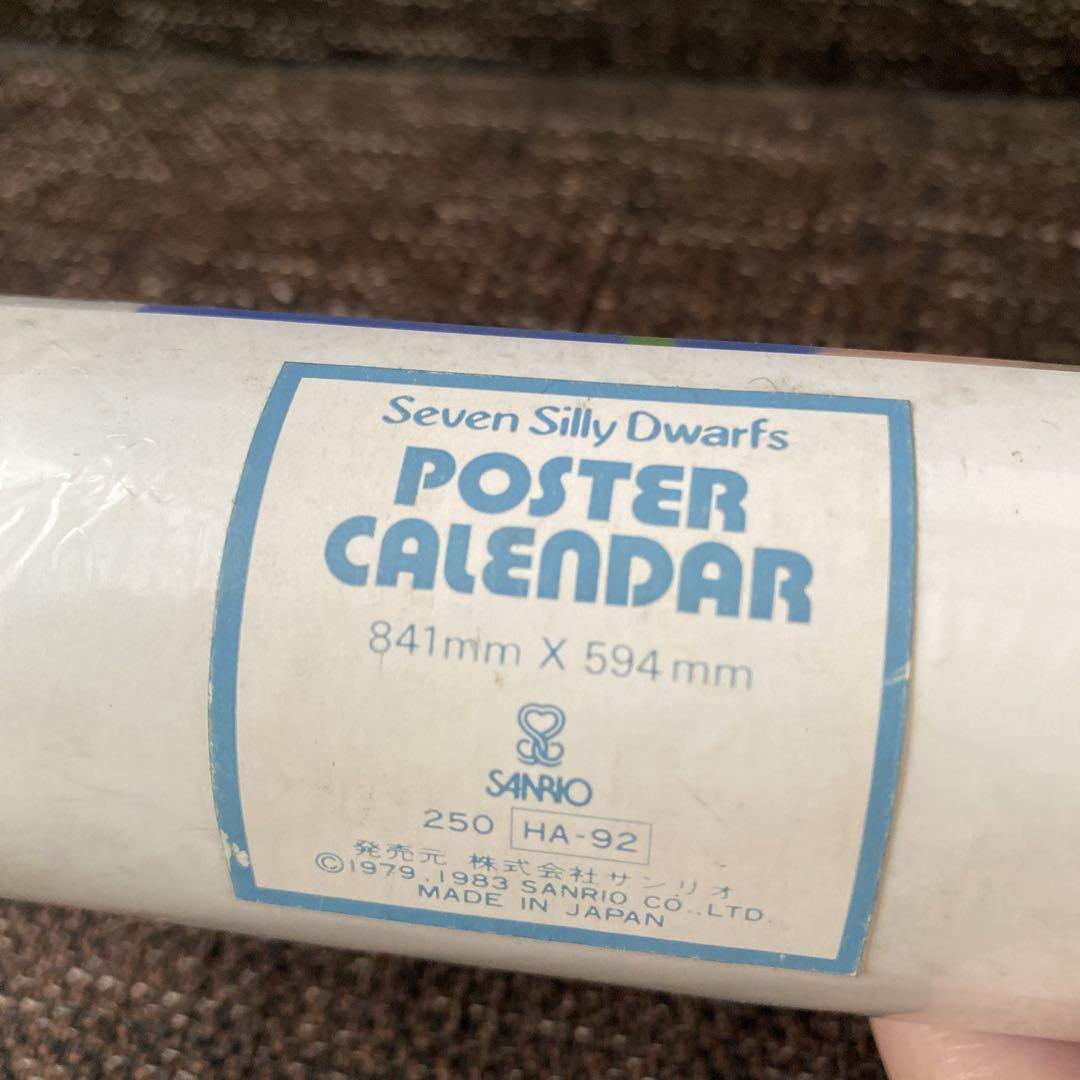 Seven Silly Dwarfs
POSTER
CALENDAR
841mm X 594mm
SANRIO
250 HA-92
発売元 株式会社サンリオ
©1979.1983 SANRIO CO.,LTD.
MADE IN JAPAN